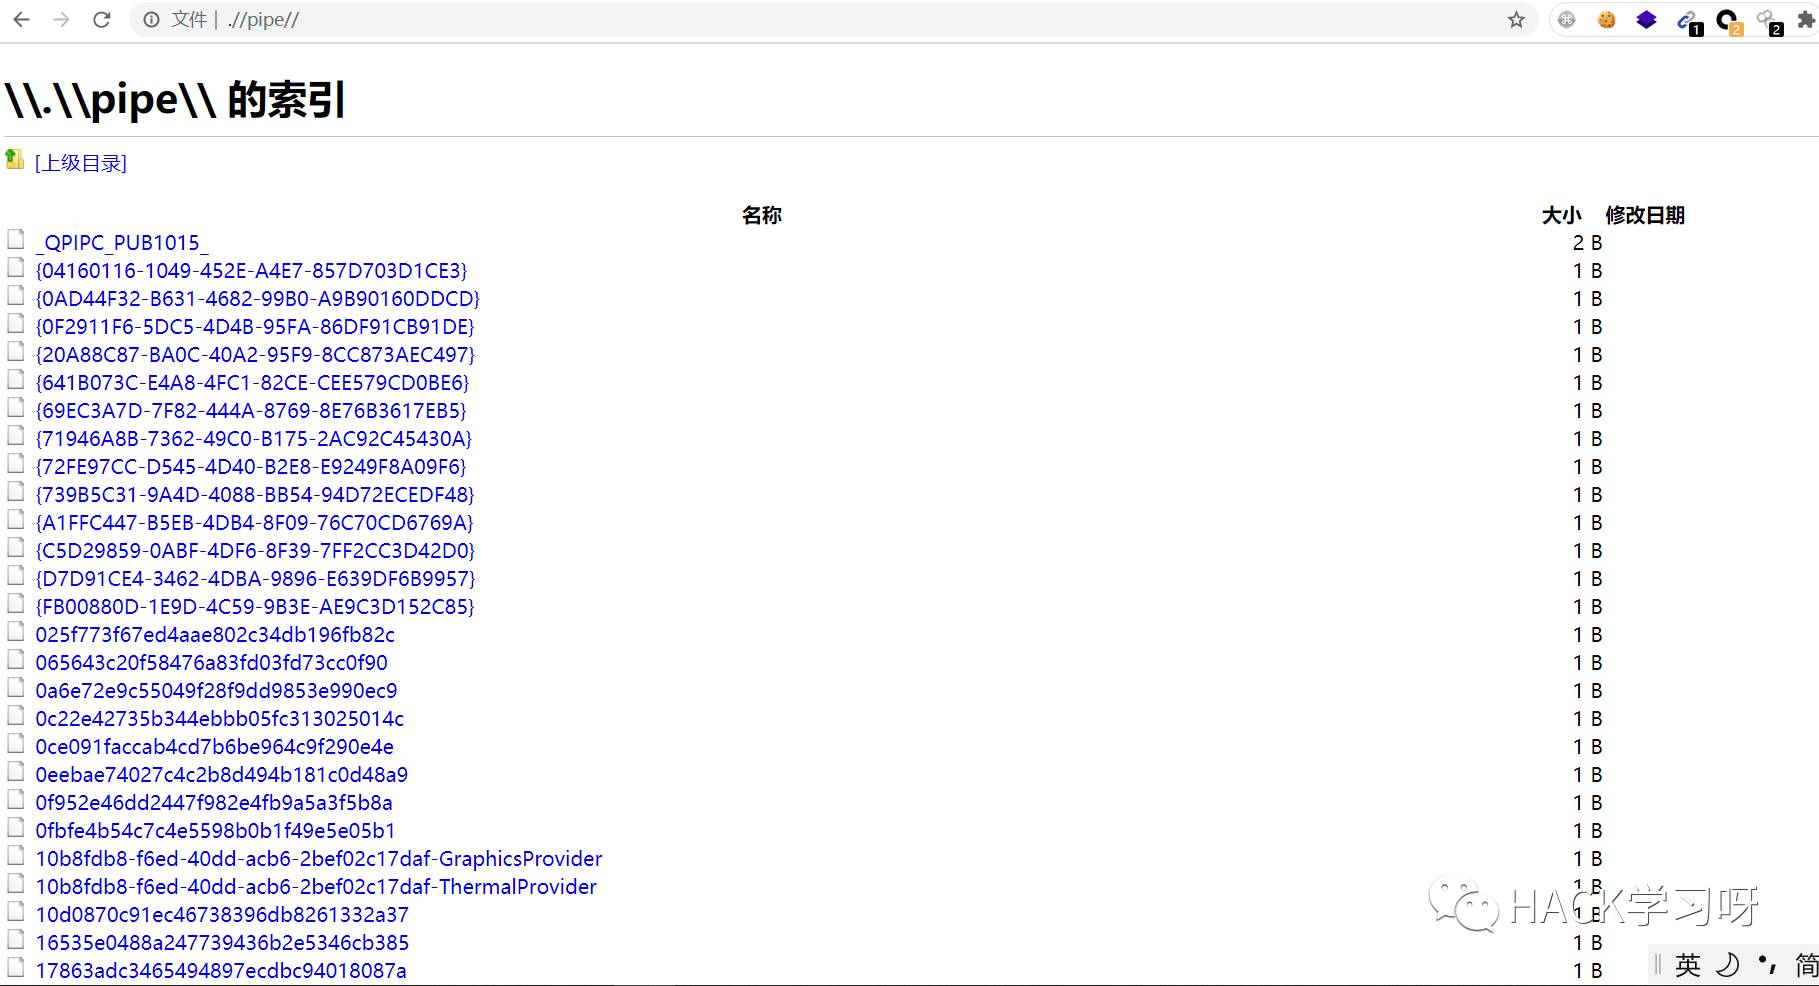 文件 | .//pipe//
1
2
2
\\.\\pipe\\ 的索引
[上级目录]
名称 大小 修改日期
_QPIPC_PUB1015_ 2 B
{04160116-1049-452E-A4E7-857D703D1CE3} 1 B
{0AD44F32-B631-4682-99B0-A9B90160DDCD} 1 B
{0F2911F6-5DC5-4D4B-95FA-86DF91CB91DE} 1 B
{20A88C87-BA0C-40A2-95F9-8CC873AEC497} 1 B
{641B073C-E4A8-4FC1-82CE-CEE579CD0BE6} 1 B
{69EC3A7D-7F82-444A-8769-8E76B3617EB5} 1 B
{71946A8B-7362-49C0-B175-2AC92C45430A} 1 B
{72FE97CC-D545-4D40-B2E8-E9249F8A09F6} 1 B
{739B5C31-9A4D-4088-BB54-94D72ECEDF48} 1 B
{A1FFC447-B5EB-4DB4-8F09-76C70CD6769A} 1 B
{C5D29859-0ABF-4DF6-8F39-7FF2CC3D42D0} 1 B
{D7D91CE4-3462-4DBA-9896-E639DF6B9957} 1 B
{FB00880D-1E9D-4C59-9B3E-AE9C3D152C85} 1 B
025f773f67ed4aae802c34db196fb82c 1 B
065643c20f58476a83fd03fd73cc0f90 1 B
0a6e72e9c55049f28f9dd9853e990ec9 1 B
0c22e42735b344ebbb05fc313025014c 1 B
0ce091faccab4cd7b6be964c9f290e4e 1 B
0eebae74027c4c2b8d494b181c0d48a9 1 B
0f952e46dd2447f982e4fb9a5a3f5b8a 1 B
0fbfe4b54c7c4e5598b0b1f49e5e05b1 1 B
10b8fdb8-f6ed-40dd-acb6-2bef02c17daf-GraphicsProvider 1 B
10b8fdb8-f6ed-40dd-acb6-2bef02c17daf-ThermalProvider 1 B
10d0870c91ec46738396db8261332a37 1 B
HACK学习呀
16535e0488a247739436b2e5346cb385 1 B
17863adc3465494897ecdbc94018087a 1 B
英 简